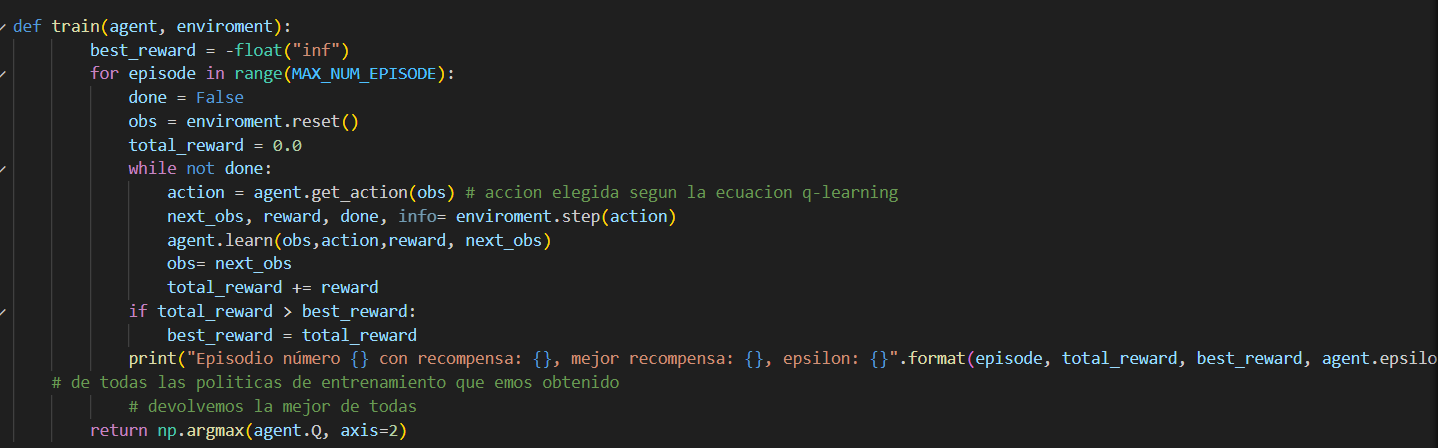 def train(agent, enviroment):
        best_reward = -float("inf")
        for episode in range(MAX_NUM_EPISODE):
            done = False
            obs = enviroment.reset()
            total_reward = 0.0
            while not done:
                action = agent.get_action(obs) # accion elegida segun la ecuacion q-learning
                next_obs, reward, done, info= enviroment.step(action)
                agent.learn(obs,action,reward, next_obs)
                obs= next_obs
                total_reward += reward
            if total_reward > best_reward:
                best_reward = total_reward
            print("Episodio número {} con recompensa: {}, mejor recompensa: {}, epsilon: {}".format(episode, total_reward, best_reward, agent.epsilo
    # de todas las politicas de entrenamiento que emos obtenido
            # devolvemos la mejor de todas
        return np.argmax(agent.Q, axis=2)